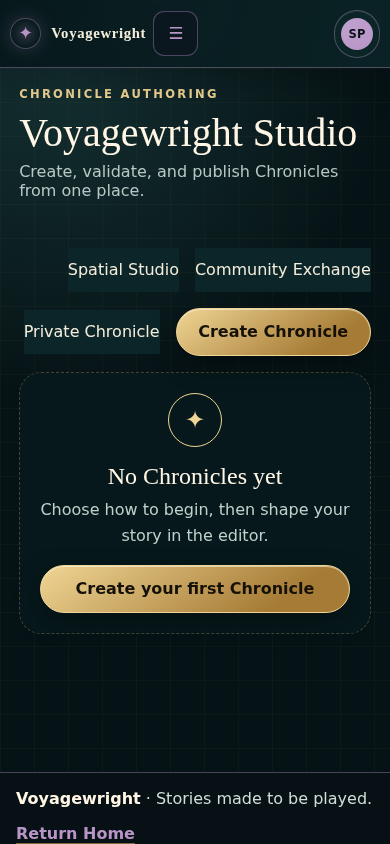 Voyagewright
SP
CHRONICLE AUTHORING
Voyagewright Studio
Create, validate, and publish Chronicles
from one place.
Spatial Studio Community Exchange
Private Chronicle Create Chronicle
No Chronicles yet
Choose how to begin, then shape your
story in the editor.
Create your first Chronicle
Voyagewright · Stories made to be played.
Return Home